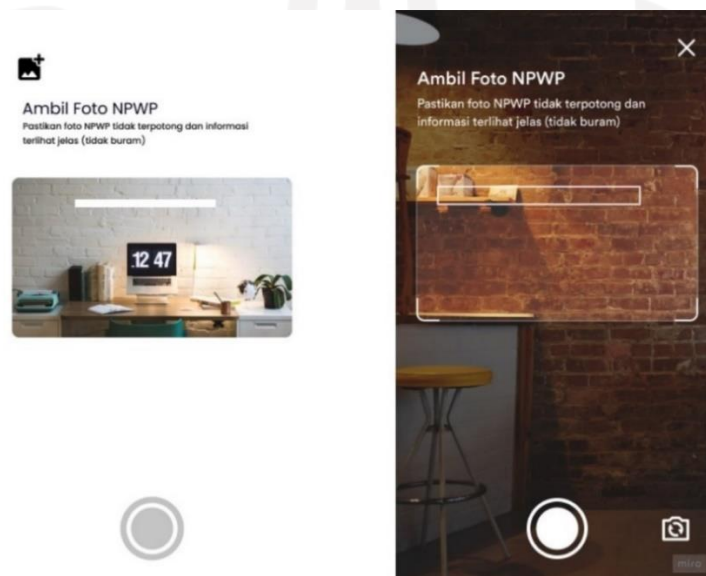 Ambil Foto NPWP
Pastikan foto NPWP tidak terpotong dan informasi
terlihat jelas (tidak buram)
12 47
Ambil Foto NPWP
Pastikan foto NPWP tidak terpotong dan
informasi terlihat jelas (tidak buram)
miro